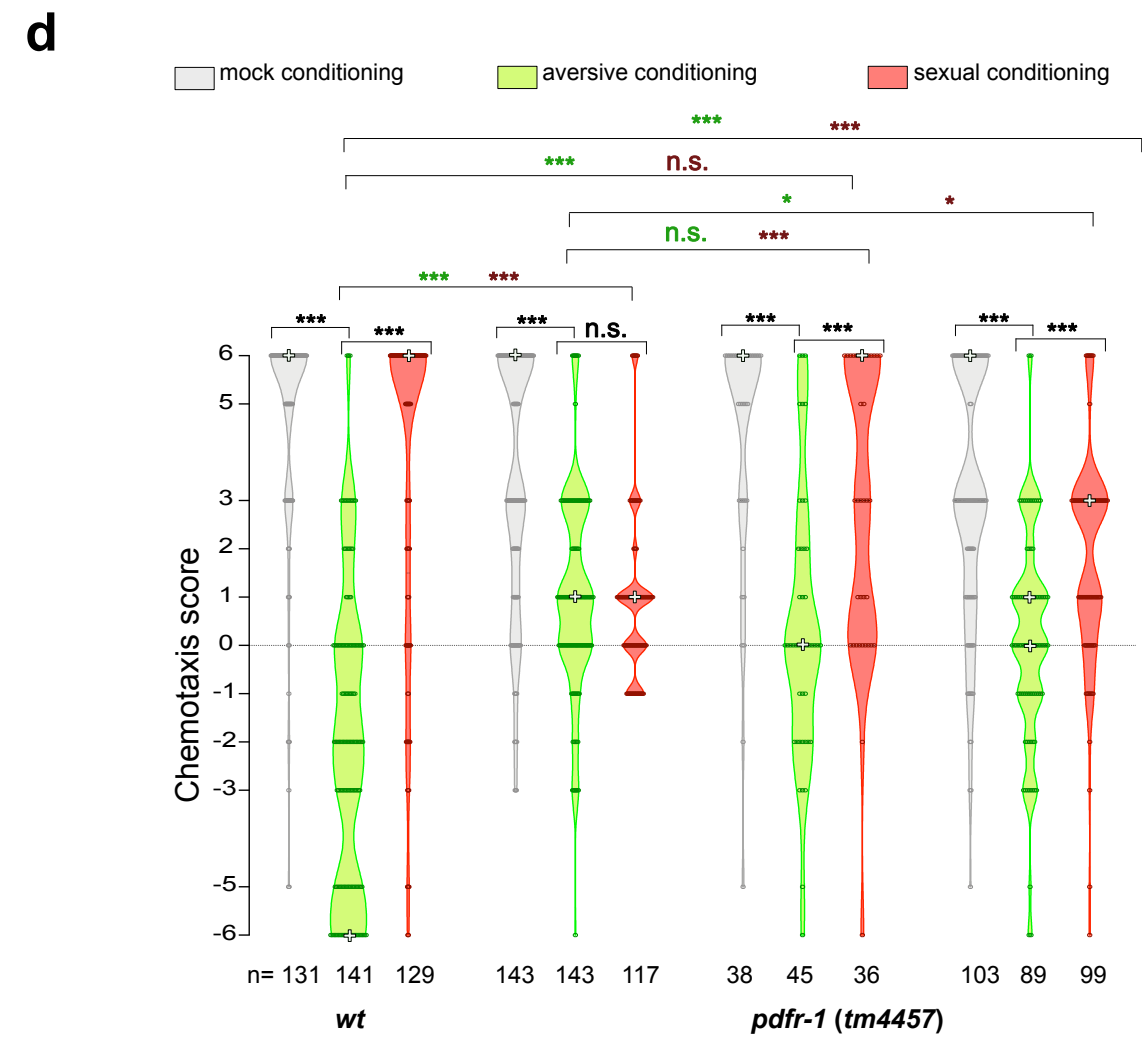 d
mock conditioning aversive conditioning sexual conditioning
*** ***
*** n.s.
* *
n.s. ***
*** ***
*** *** *** n.s. *** *** *** ***
6
5
3
2
1
0
-1
-2
-3
-5
-6
Chemotaxis score
n= 131 141 129 143 143 117 38 45 36 103 89 99
wt pdfr-1 (tm4457)